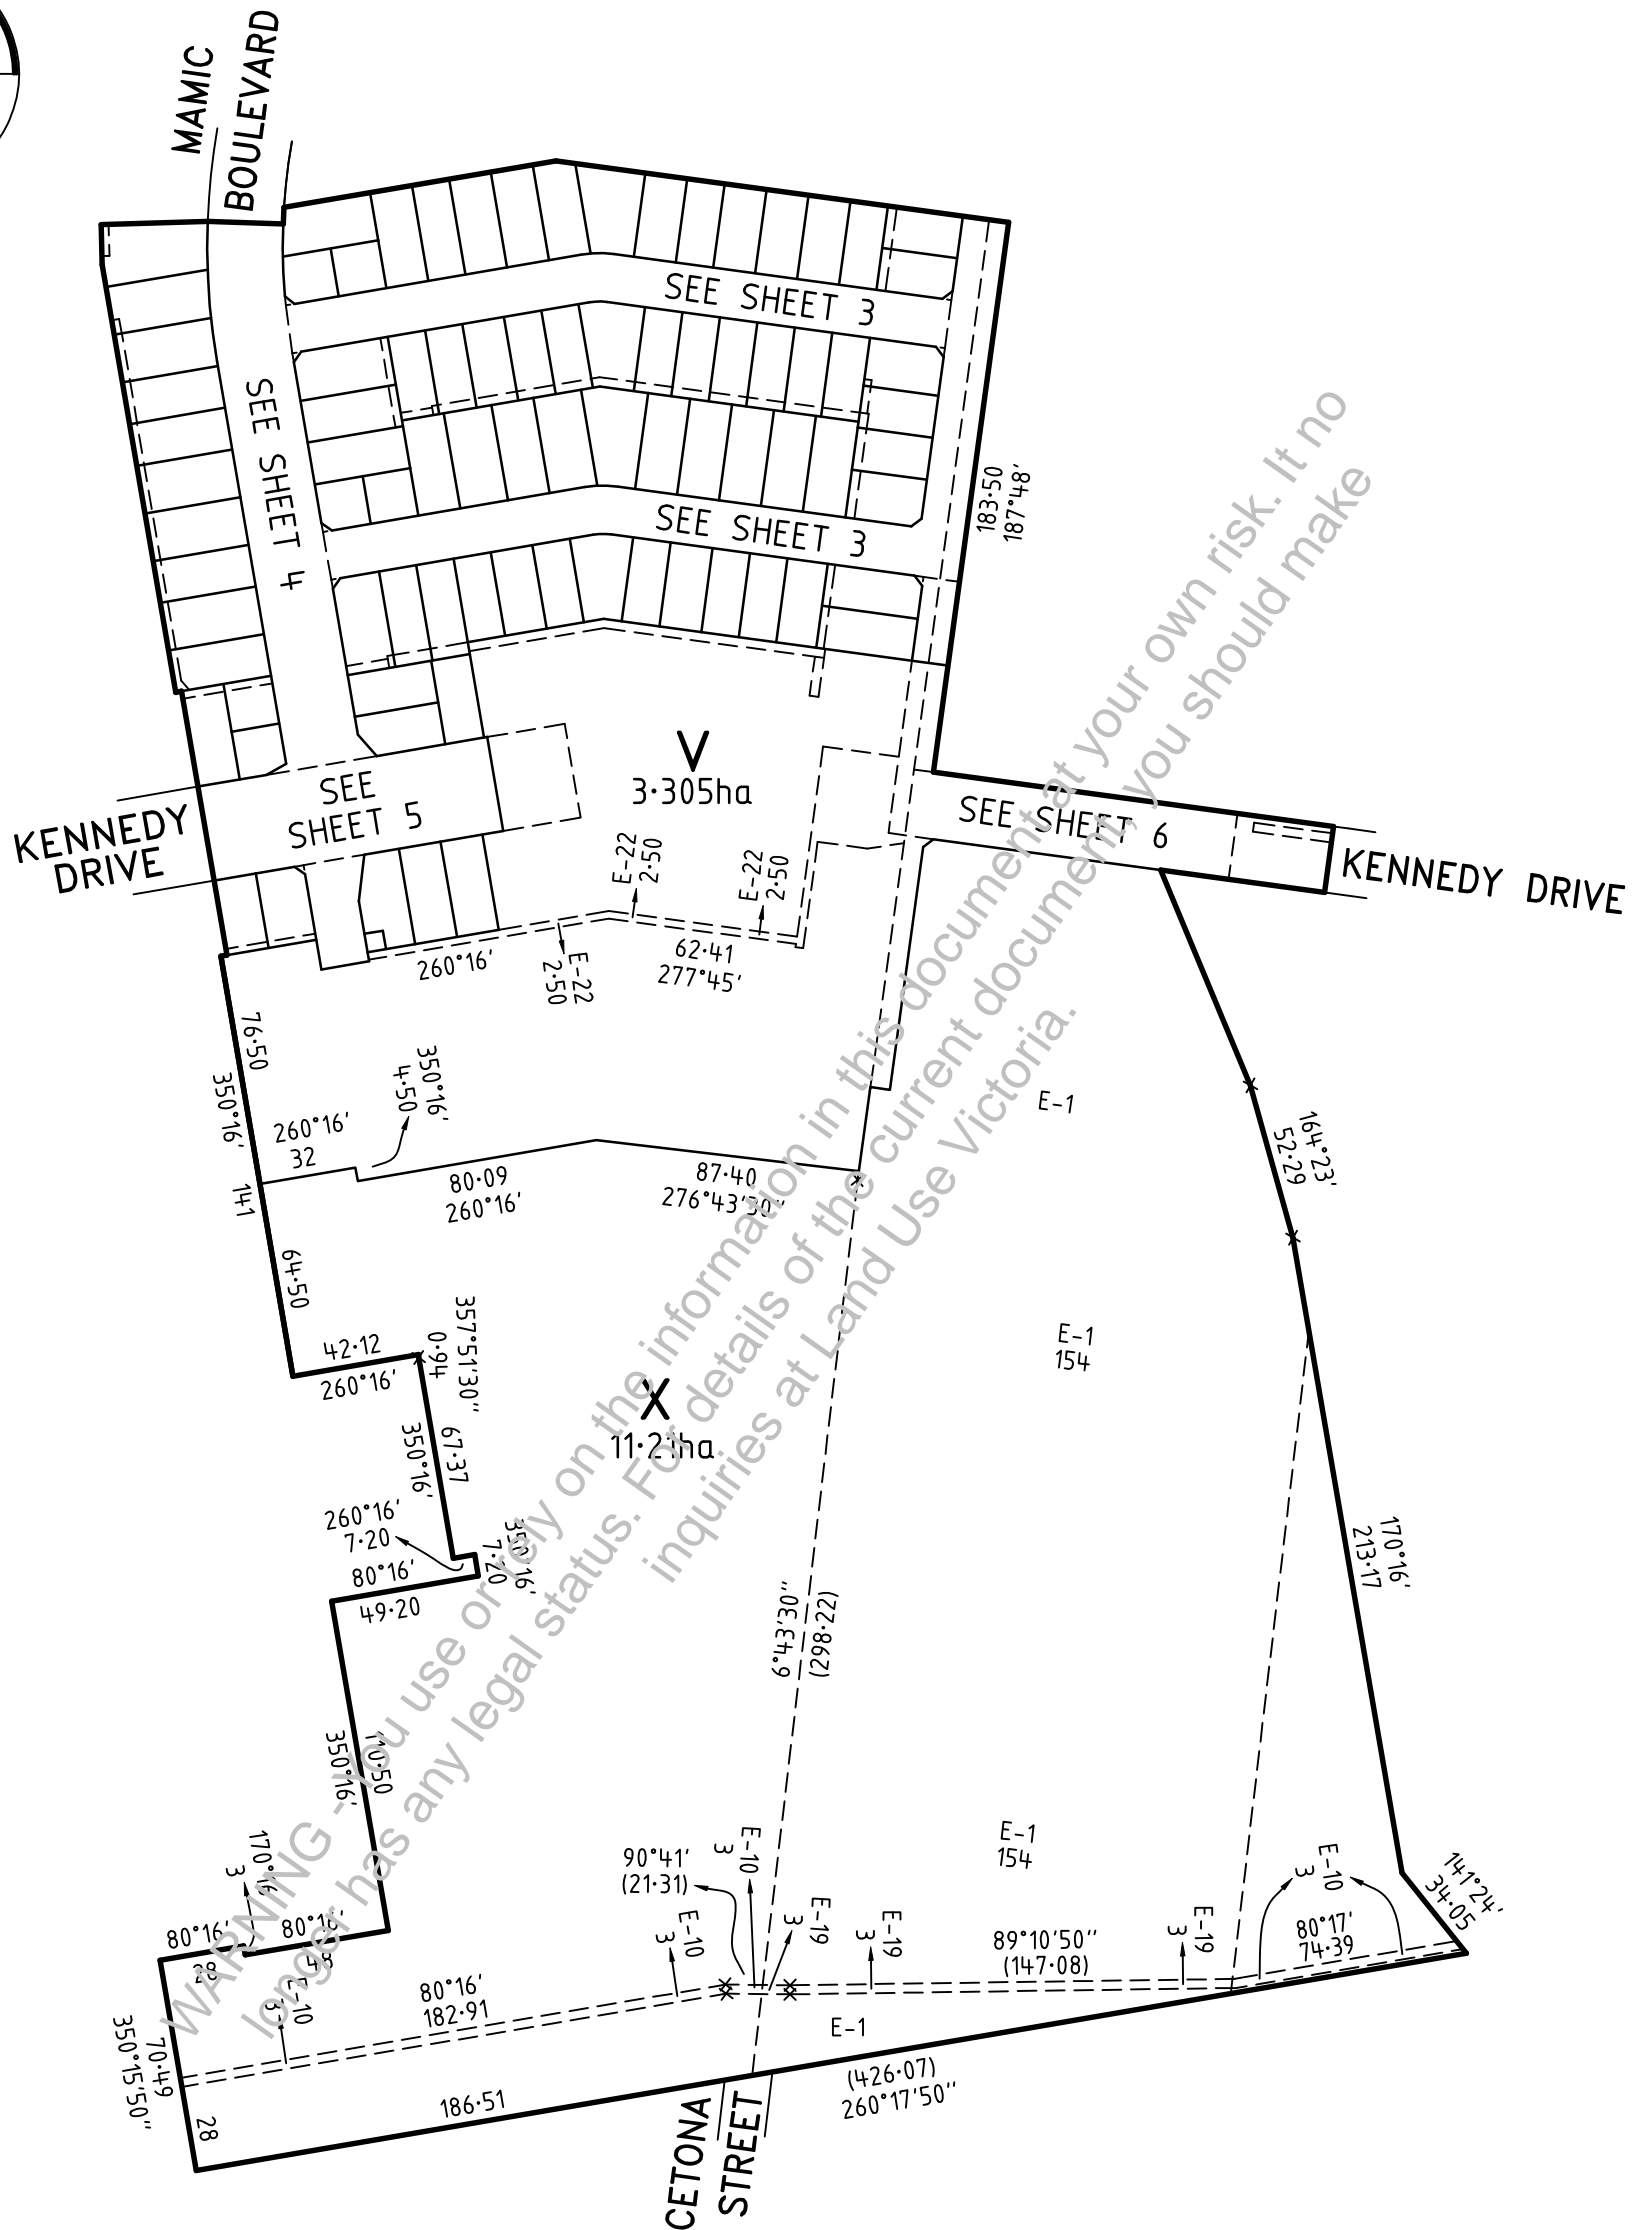 MAMIC
BOULEVARD
SEE SHEET 3
SEE SHEET 4
SEE SHEET 3
183·50
187°48'
V
3·305ha
SEE
SHEET 5
KENNEDY
DRIVE
SEE SHEET 6
KENNEDY DRIVE
E-22
2·50
E-22
2·50
62·41
277°45'
260°16'
E-22
2·50
76·50
350°16'
141
64·50
260°16'
32
350°16'
4·50
80·09
260°16'
87·40
276°43'30"
E-1
164°23'
52·29
42·12
260°16'
357°51'30"
0·94
67·37
350°16'
X
11·21ha
E-1
154
260°16'
7·20
350°16'
7·20
80°16'
49·20
6°43'30"
(298·22)
170°16'
213·17
110·50
350°16'
170°16'
3
80°16'
28
80°16'
48
E-10
3
90°41'
(21·31)
E-10
3
E-10
3
E-19
3
E-19
3
E-1
154
89°10'50"
(147·08)
E-19
3
E-10
3
80°17'
74·39
141°24'
34·05
80°16'
182·91
E-1
70·49
350°15'50"
28
186·51
(426·07)
260°17'50"
CETONA
STREET
WARNING - You use or rely on the information in this document at your own risk. It no
longer has any legal status. For details of the current document, you should make
inquiries at Land Use Victoria.